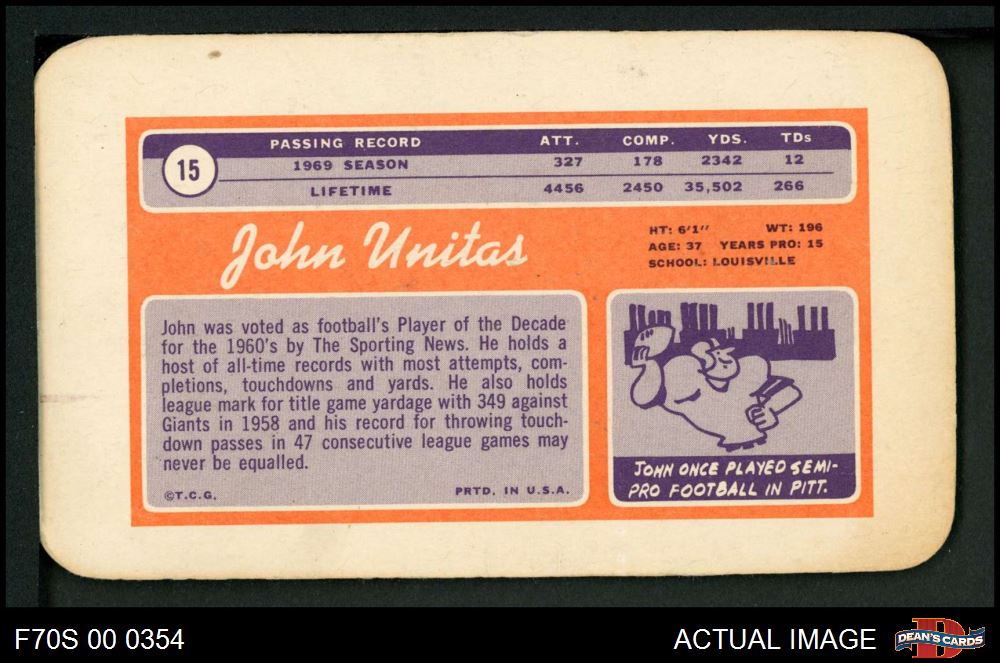 15
PASSING RECORD ATT. COMP. YDS. TDs
1969 SEASON 327 178 2342 12
LIFETIME 4456 2450 35,502 266
John Unitas
HT: 6'1" WT: 196
AGE: 37 YEARS PRO: 15
SCHOOL: LOUISVILLE
John was voted as football's Player of the Decade
for the 1960's by The Sporting News. He holds a
host of all-time records with most attempts, com-
pletions, touchdowns and yards. He also holds
league mark for title game yardage with 349 against
Giants in 1958 and his record for throwing touch-
down passes in 47 consecutive league games may
never be equalled.
©T.C.G. PRTD. IN U.S.A.
JOHN ONCE PLAYED SEMI-
PRO FOOTBALL IN PITT.
F70S 00 0354 ACTUAL IMAGE
DEAN'S CARDS